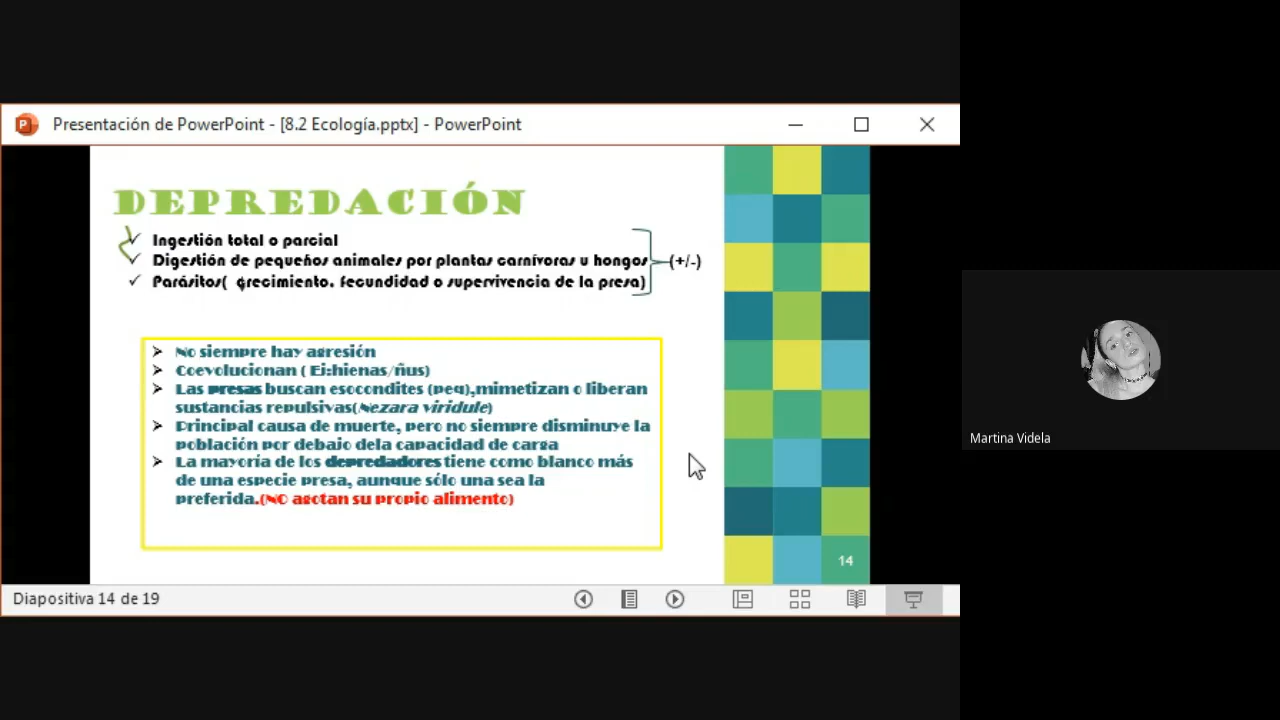 Presentación de PowerPoint - [8.2 Ecología.pptx] - PowerPoint
DEPREDACIÓN
✓ Ingestión total o parcial
✓ Digestión de pequeños animales por plantas carnívoras u hongos
(+/-)
✓ Parásitos( crecimiento, fecundidad o supervivencia de la presa)
➢ No siempre hay agresión
➢ Coevolucionan ( Ej:hienas/ñus)
➢ Las presas buscan esocondites (peq),mimetizan o liberan
sustancias repulsivas(Nezara viridule)
➢ Principal causa de muerte, pero no siempre disminuye la
población por debajo dela capacidad de carga
➢ La mayoría de los depredadores tiene como blanco más
de una especie presa, aunque sólo una sea la
preferida.(NO agotan su propio alimento)
14
Diapositiva 14 de 19
Martina Videla